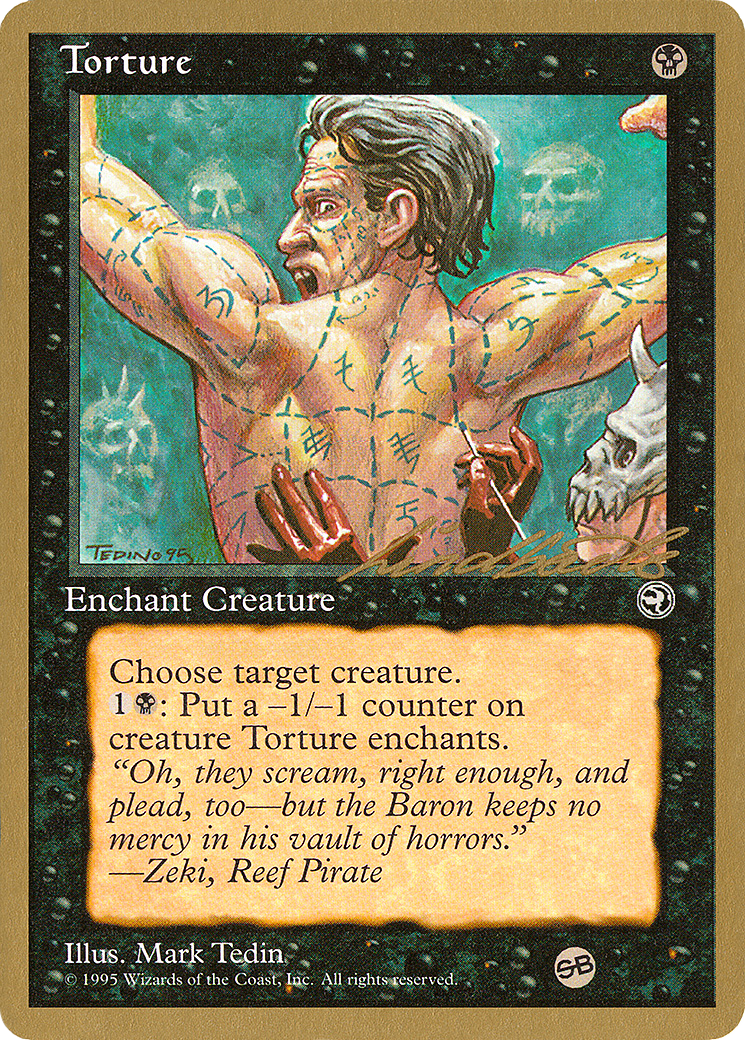 Torture
TEDIN©95
Enchant Creature
Choose target creature.
1 : Put a –1/–1 counter on
creature Torture enchants.
“Oh, they scream, right enough, and
plead, too—but the Baron keeps no
mercy in his vault of horrors.”
—Zeki, Reef Pirate
Illus. Mark Tedin
© 1995 Wizards of the Coast, Inc. All rights reserved.
SB